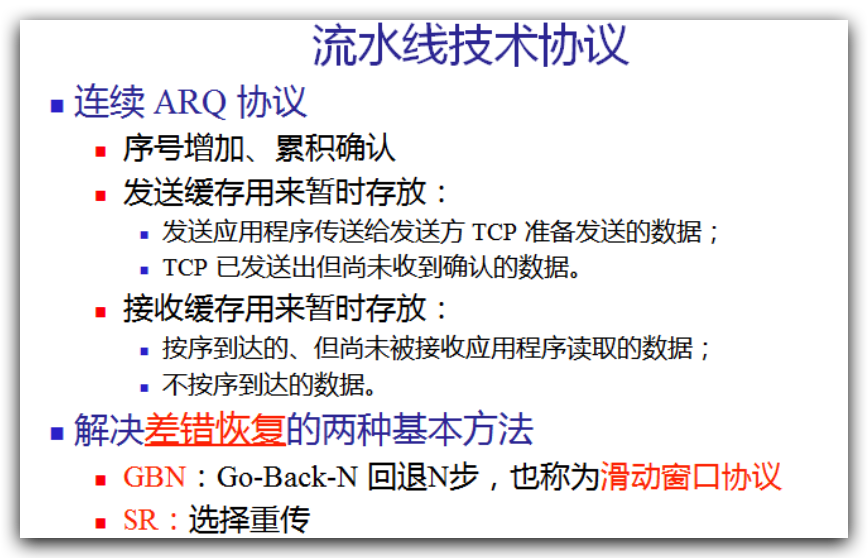 流水线技术协议
连续 ARQ 协议
序号增加、累积确认
发送缓存用来暂时存放：
发送应用程序传送给发送方 TCP 准备发送的数据；
TCP 已发送出但尚未收到确认的数据。
接收缓存用来暂时存放：
按序到达的、但尚未被接收应用程序读取的数据；
不按序到达的数据。
解决差错恢复的两种基本方法
GBN：Go-Back-N 回退N步，也称为滑动窗口协议
SR：选择重传